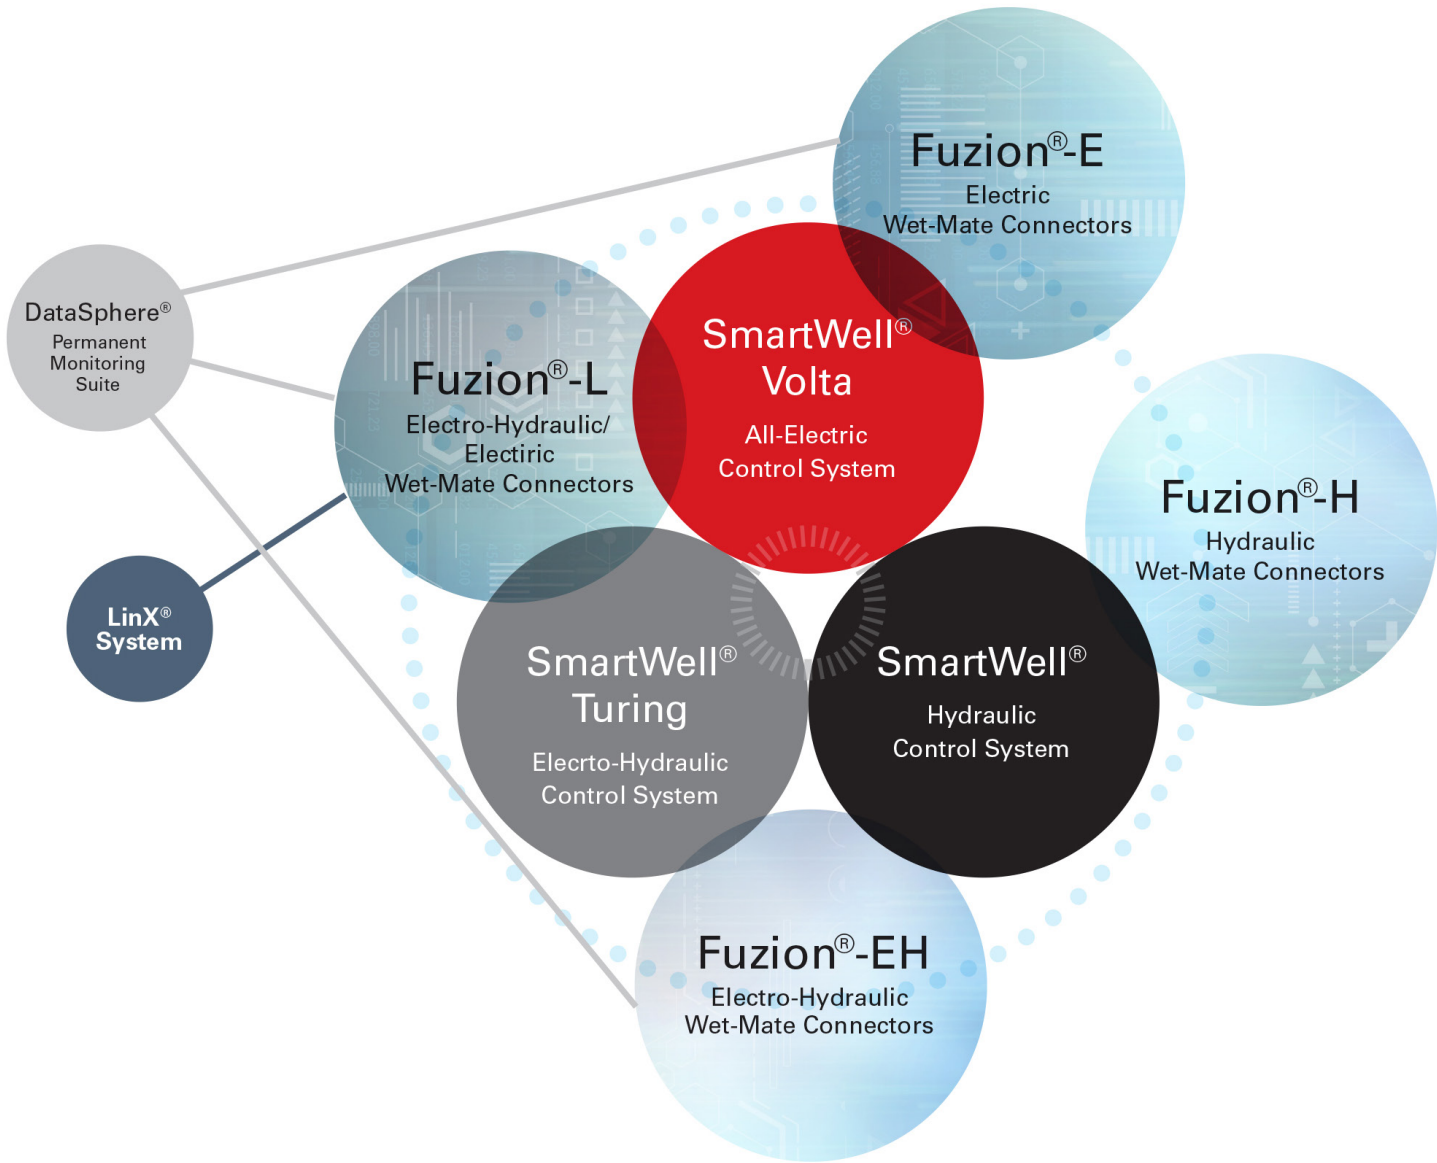 Fuzion®-E
Electric
Wet-Mate Connectors
DataSphere®
Permanent
Monitoring
Suite
Fuzion®-L
Electro-Hydraulic/
Electiric
Wet-Mate Connectors
SmartWell®
Volta
All-Electric
Control System
Fuzion®-H
Hydraulic
Wet-Mate Connectors
LinX®
System
SmartWell®
Turing
Elecrto-Hydraulic
Control System
SmartWell®
Hydraulic
Control System
Fuzion®-EH
Electro-Hydraulic
Wet-Mate Connectors